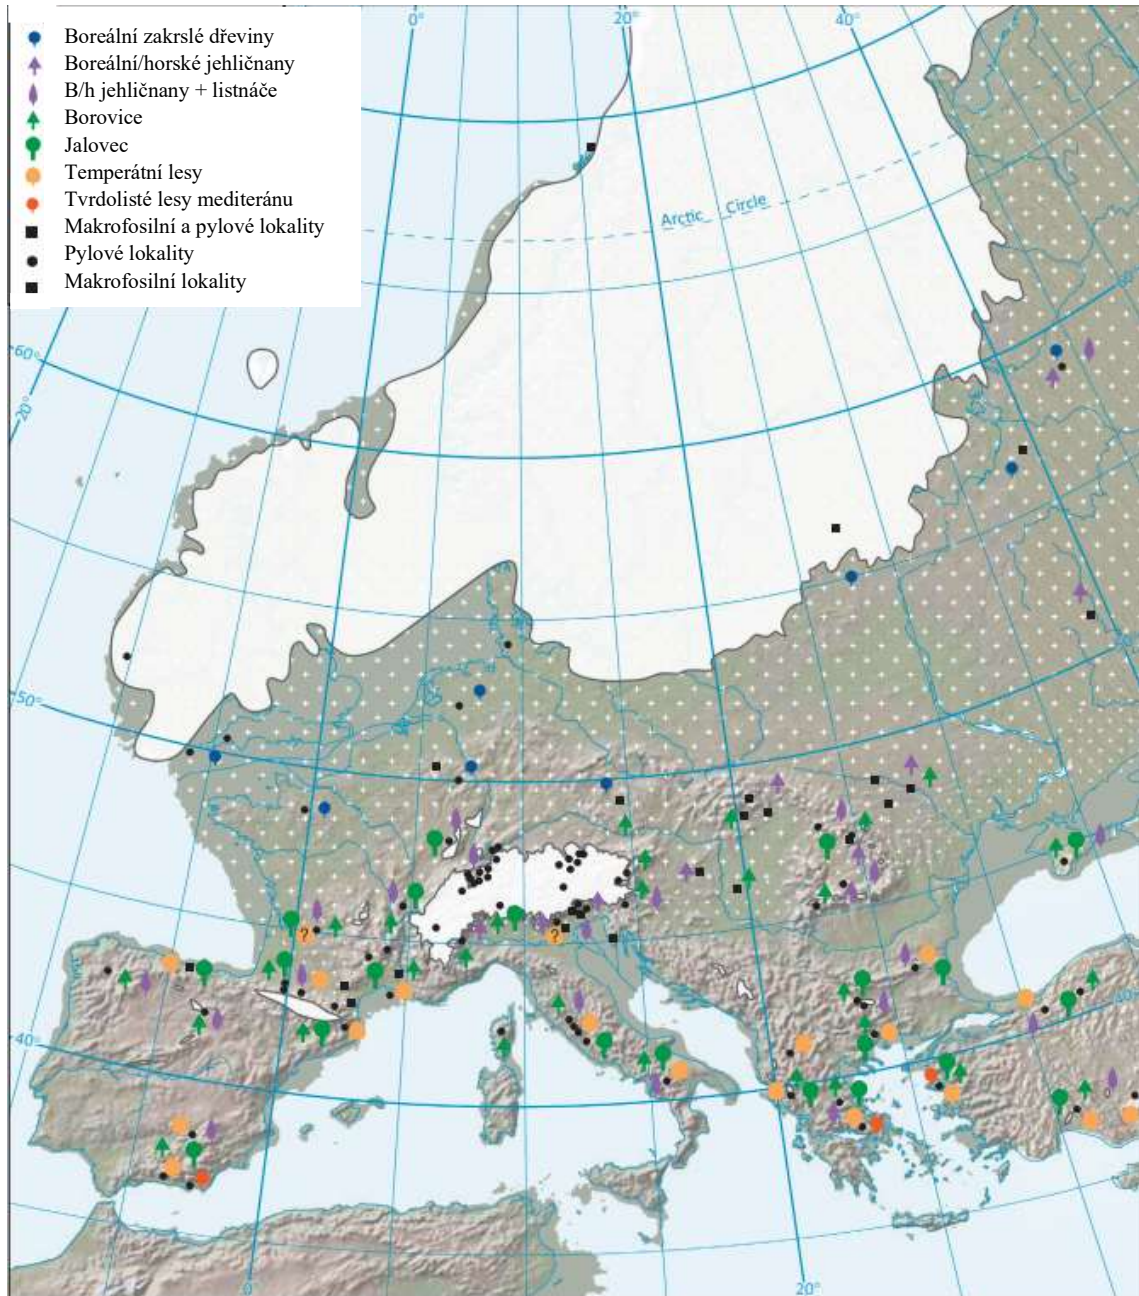 Boreální zakrslé dřeviny
Boreální/horské jehličnany
B/h jehličnany + listnáče
Borovice
Jalovec
Temperátní lesy
Tvrdolisté lesy mediteránu
Makrofosilní a pylové lokality
Pylové lokality
Makrofosilní lokality
0°
20°
40°
Arctic Circle
60°
60°
20°
50°
40°
?
?
0°
20°